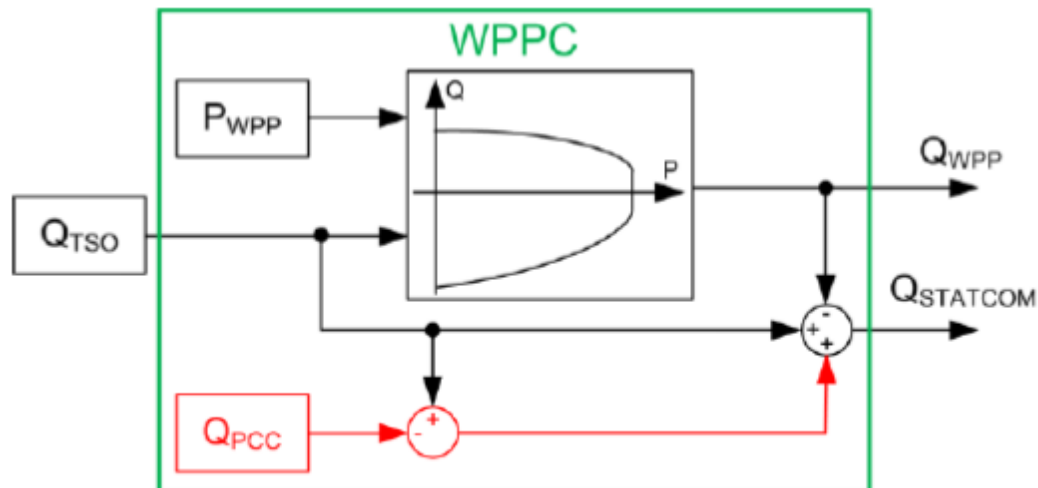 WPPC
P_WPP
Q
P
Q_WPP
Q_TSO
Q_STATCOM
-
+
+
+
-
Q_PCC